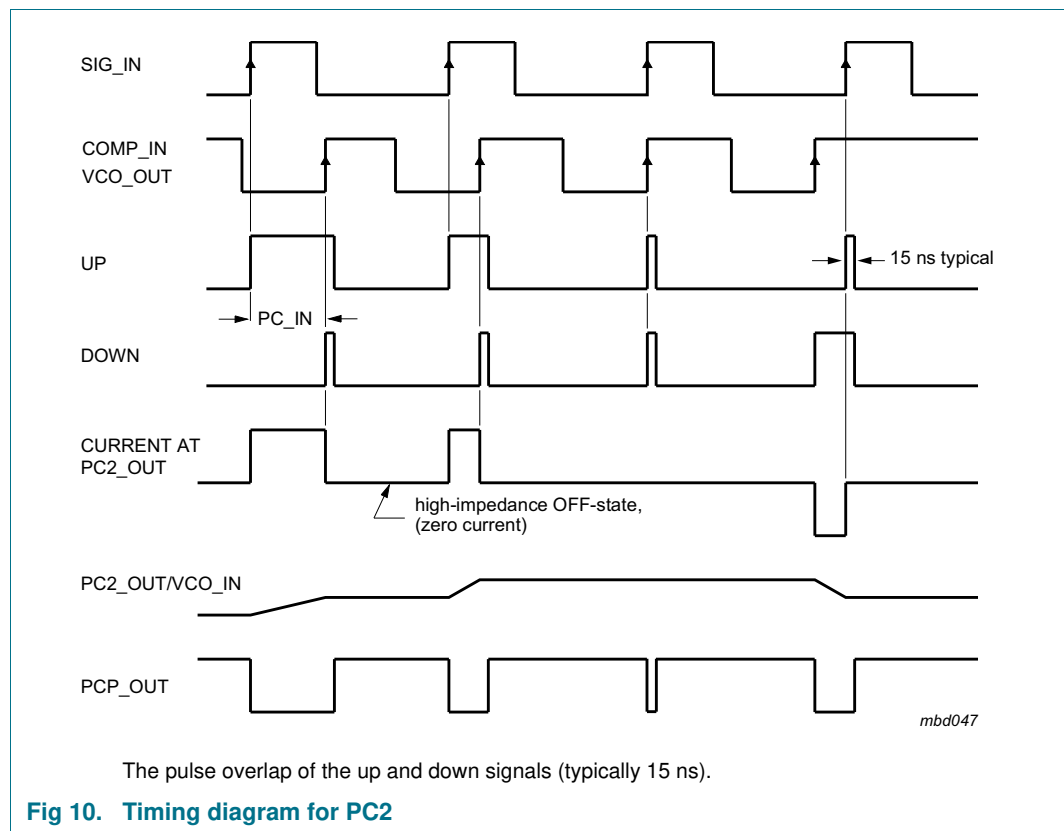 SIG_IN
COMP_IN
VCO_OUT
UP
15 ns typical
PC_IN
DOWN
CURRENT AT
PC2_OUT
high-impedance OFF-state,
(zero current)
PC2_OUT/VCO_IN
PCP_OUT
mbd047
The pulse overlap of the up and down signals (typically 15 ns).
Fig 10. Timing diagram for PC2